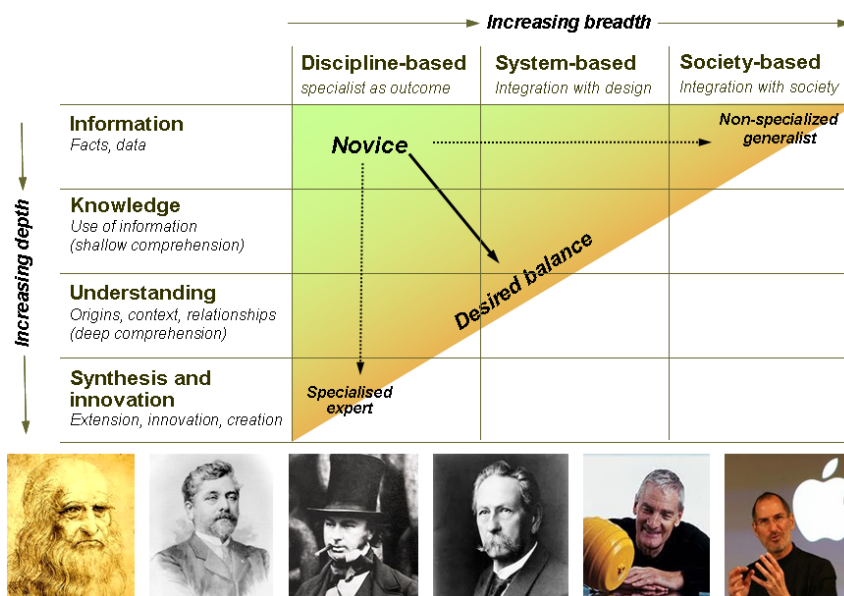 Increasing breadth
Discipline-based
specialist as outcome
System-based
Integration with design
Society-based
Integration with society
Increasing depth
Information
Facts, data
Novice
Non-specialized
generalist
Knowledge
Use of information
(shallow comprehension)
Understanding
Origins, context, relationships
(deep comprehension)
Desired balance
Synthesis and
innovation
Extension, innovation, creation
Specialised
expert